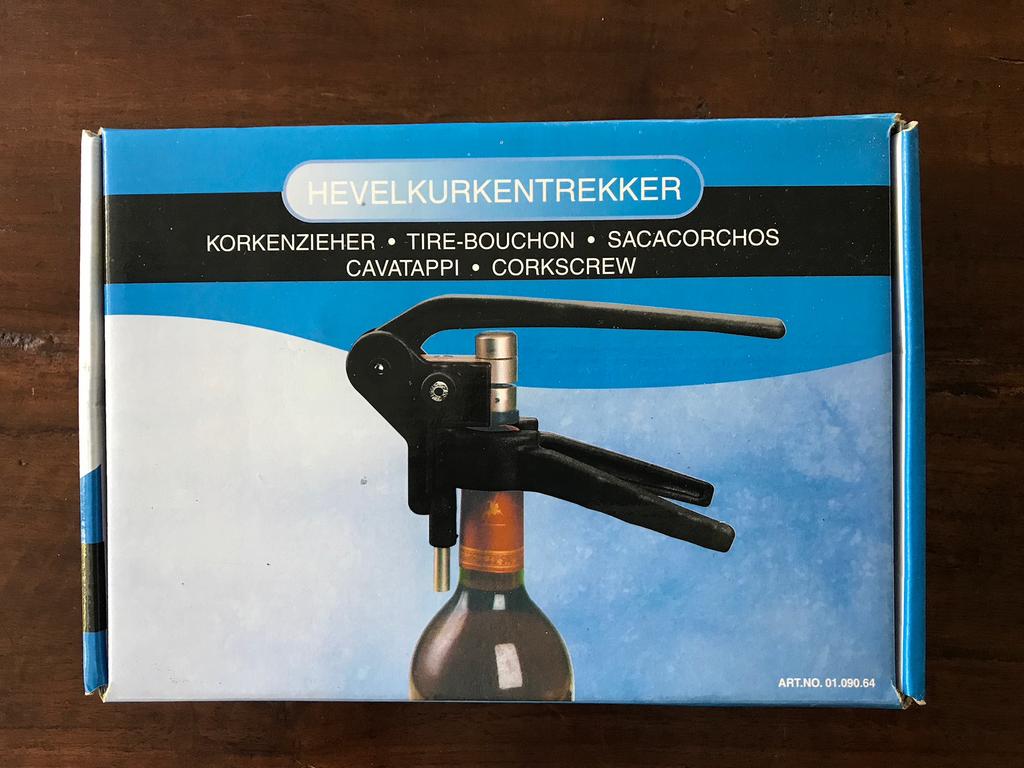 HEVELKURKENTREKKER
KORKENZIEHER • TIRE-BOUCHON • SACACORCHOS
CAVATAPPI • CORKSCREW
ART.NO. 01.090.64